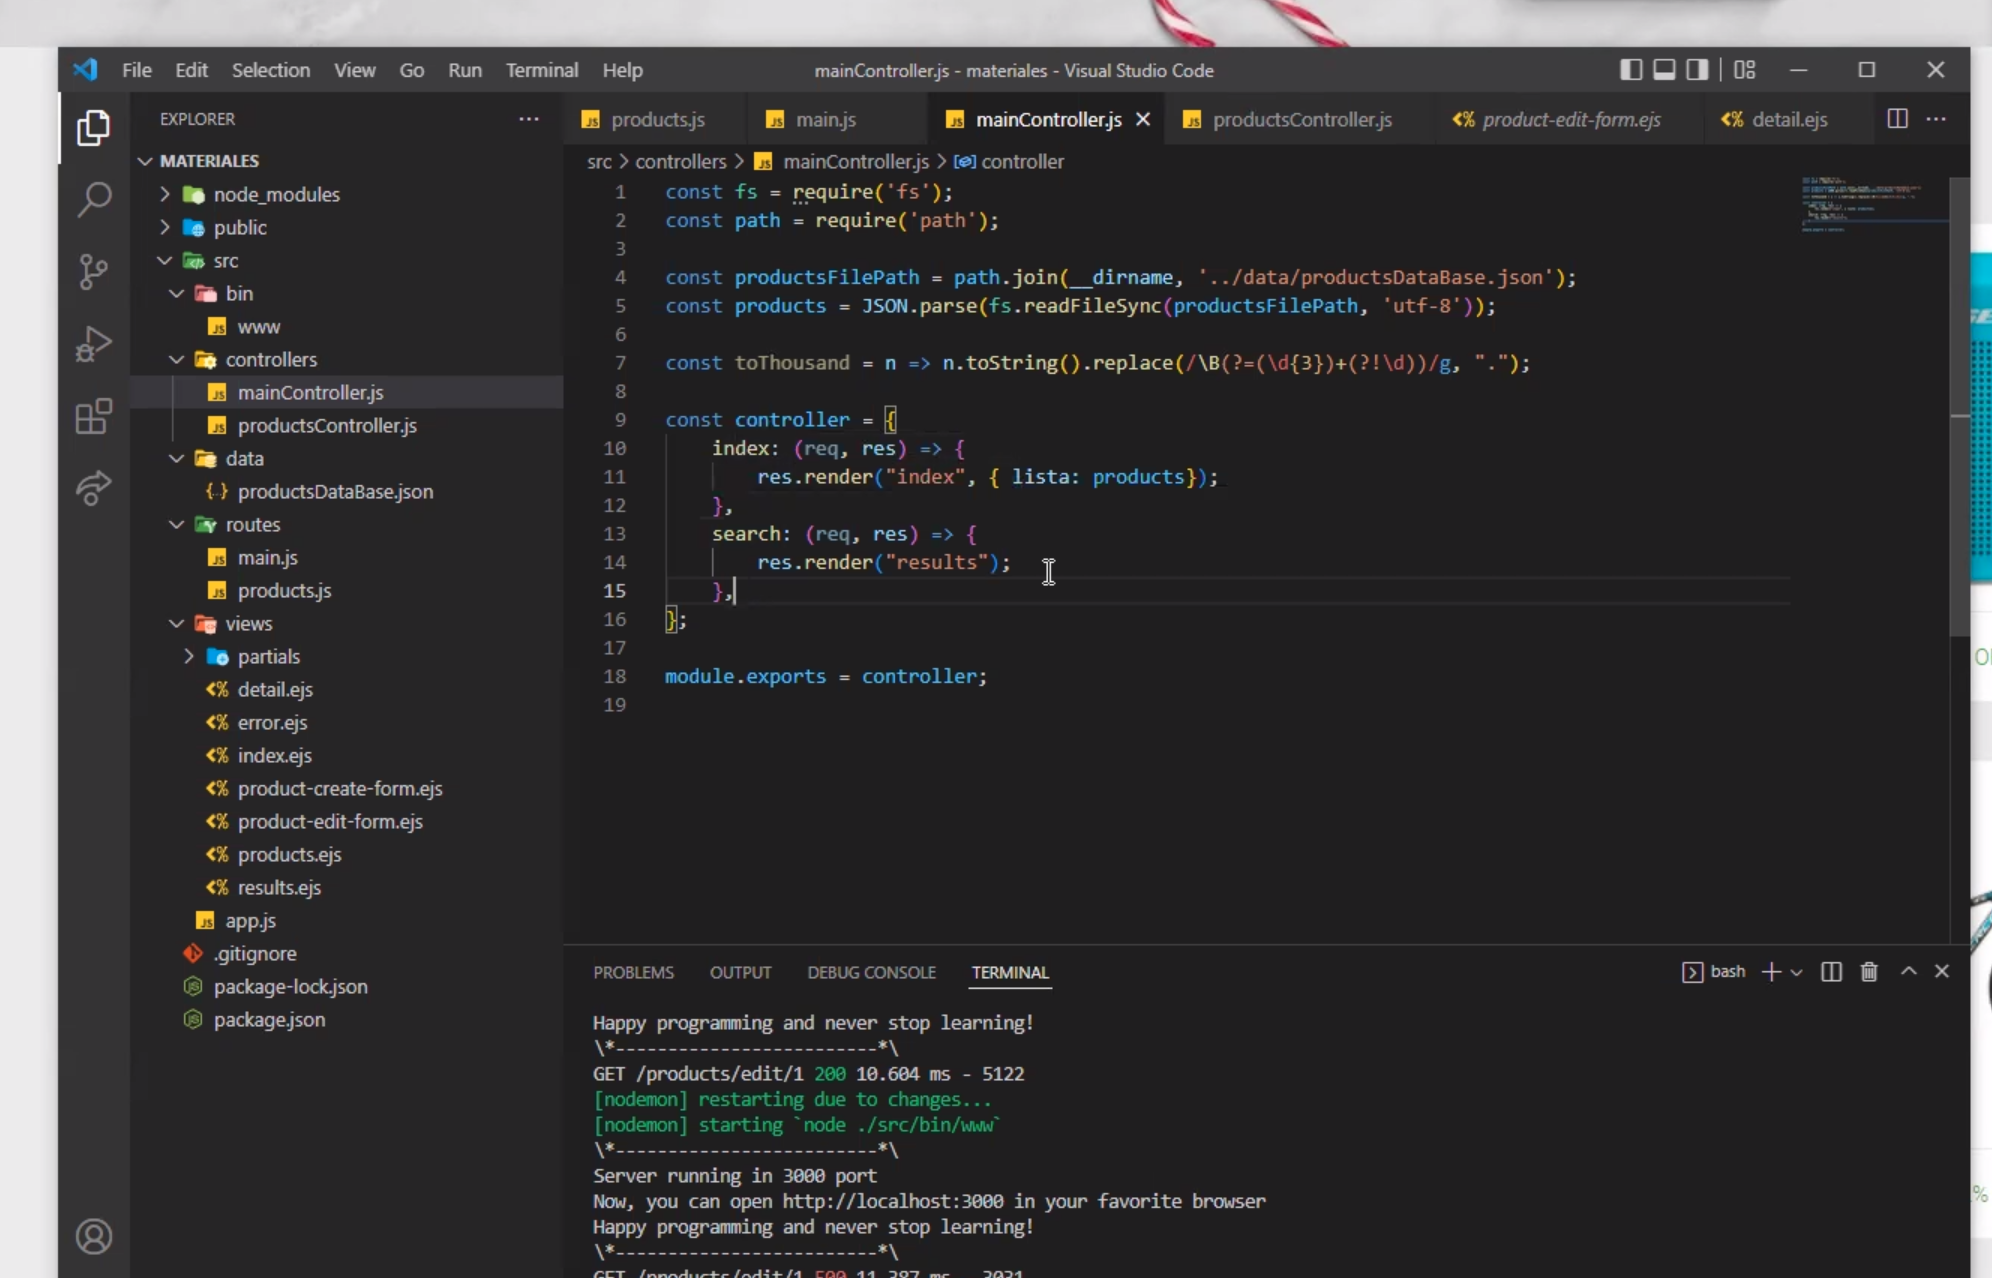 File Edit Selection View Go Run Terminal Help
mainController.js - materiales - Visual Studio Code
EXPLORER
MATERIALES
node_modules
public
src
bin
www
controllers
mainController.js
productsController.js
data
productsDataBase.json
routes
main.js
products.js
views
partials
detail.ejs
error.ejs
index.ejs
product-create-form.ejs
product-edit-form.ejs
products.ejs
results.ejs
app.js
.gitignore
package-lock.json
package.json
products.js main.js mainController.js productsController.js product-edit-form.ejs detail.ejs
src > controllers > mainController.js > controller
1 const fs = require('fs');
2 const path = require('path');
3
4 const productsFilePath = path.join(__dirname, '../data/productsDataBase.json');
5 const products = JSON.parse(fs.readFileSync(productsFilePath, 'utf-8'));
6
7 const toThousand = n => n.toString().replace(/\B(?=(\d{3})+(?!\d))/g, ".");
8
9 const controller = {
10 index: (req, res) => {
11 res.render("index", { lista: products});
12 },
13 search: (req, res) => {
14 res.render("results");
15 },
16 };
17
18 module.exports = controller;
19
PROBLEMS OUTPUT DEBUG CONSOLE TERMINAL
bash
Happy programming and never stop learning!
\*-------------------------*\
GET /products/edit/1 200 10.604 ms - 5122
[nodemon] restarting due to changes...
[nodemon] starting `node ./src/bin/www`
\*-------------------------*\
Server running in 3000 port
Now, you can open http://localhost:3000 in your favorite browser
Happy programming and never stop learning!
\*-------------------------*\
GET /products/edit/1 500 11.387 ms - 3031